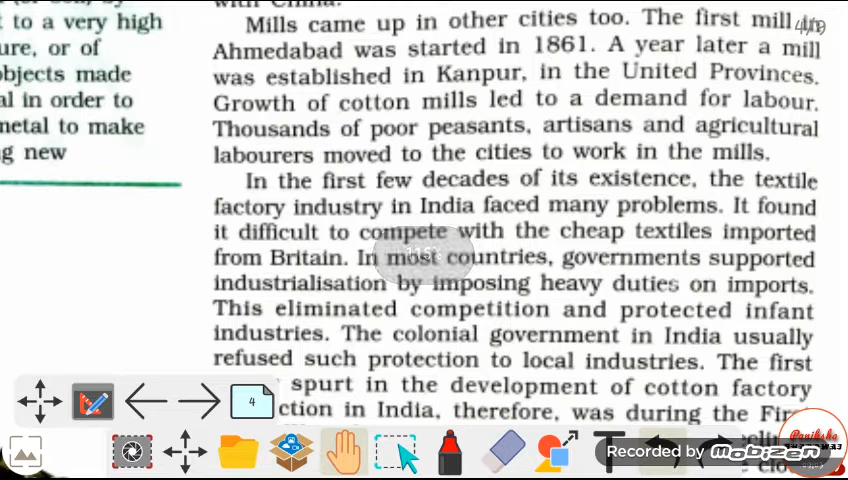 to a very high
ure, or of
objects made
al in order to
metal to make
g new
with China.
Mills came up in other cities too. The first mill in
Ahmedabad was started in 1861. A year later a mill
was established in Kanpur, in the United Provinces.
Growth of cotton mills led to a demand for labour.
Thousands of poor peasants, artisans and agricultural
labourers moved to the cities to work in the mills.
In the first few decades of its existence, the textile
factory industry in India faced many problems. It found
it difficult to compete with the cheap textiles imported
from Britain. In most countries, governments supported
industrialisation by imposing heavy duties on imports.
This eliminated competition and protected infant
industries. The colonial government in India usually
refused such protection to local industries. The first
spurt in the development of cotton factory
ction in India, therefore, was during the Firs
4
T
Recorded by mobizen